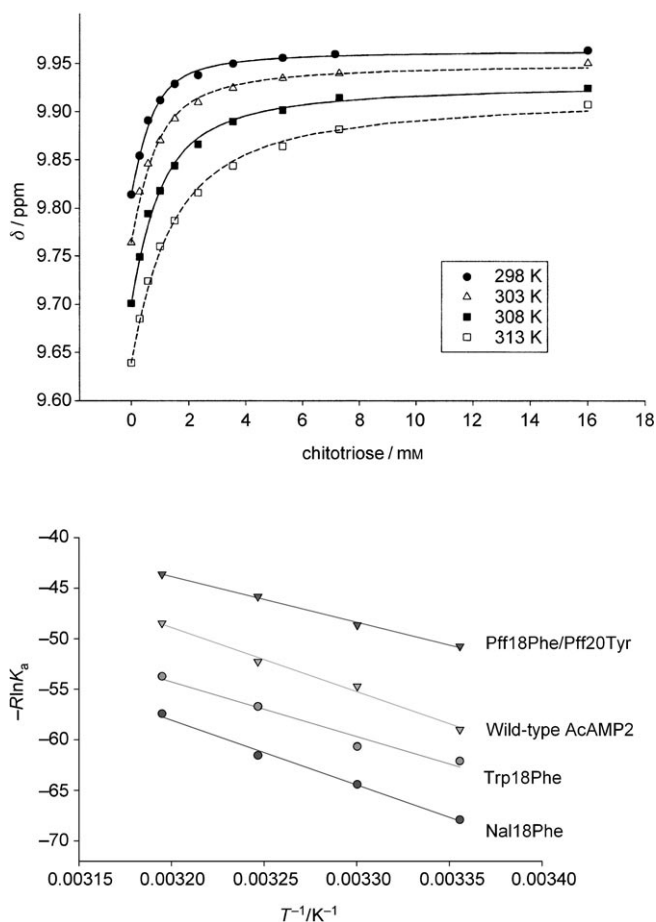 9.95
9.90
9.85
9.80
9.75
9.70
9.65
9.60
δ / ppm
298 K
303 K
308 K
313 K
0 2 4 6 8 10 12 14 16 18
chitotriose / mM
−40
−45
−50
−55
−60
−65
−70
−RlnKa
Pff18Phe/Pff20Tyr
Wild-type AcAMP2
Trp18Phe
Nal18Phe
0.00315 0.00320 0.00325 0.00330 0.00335 0.00340
T−1/K−1